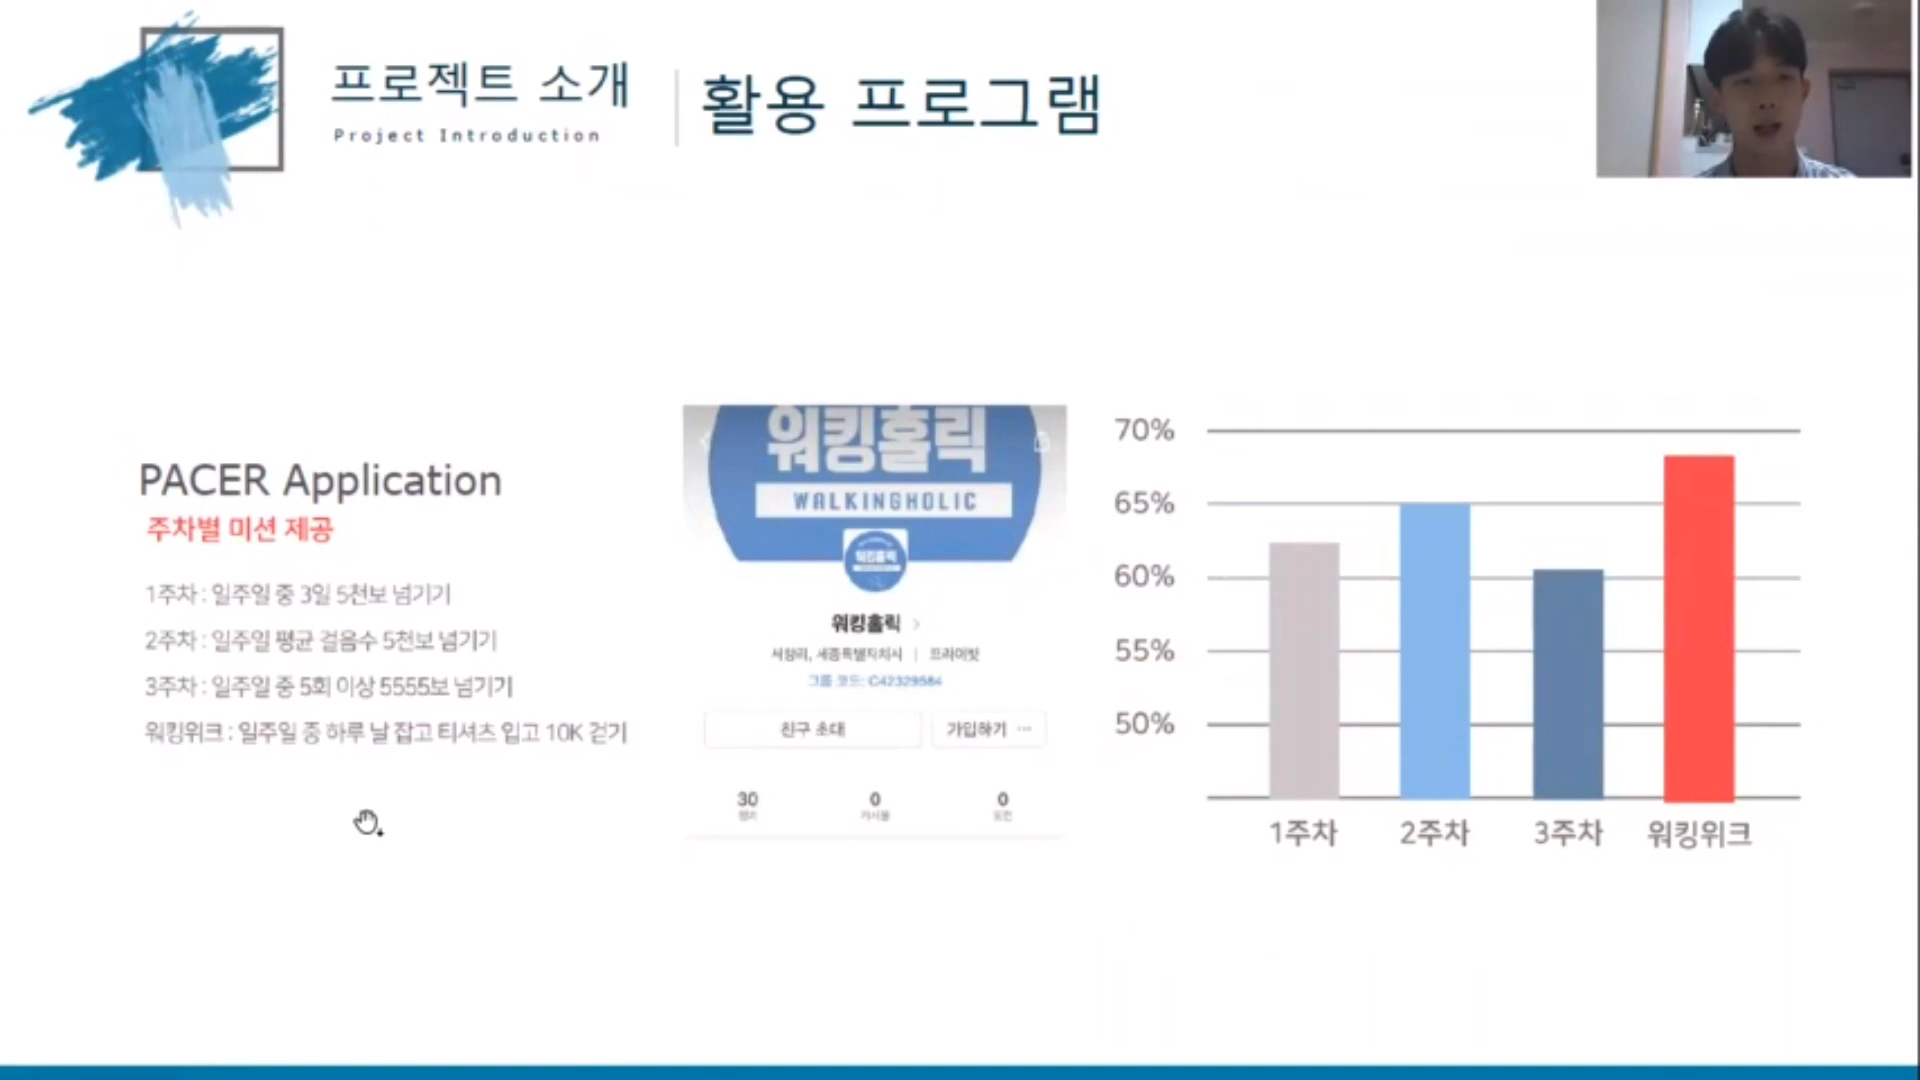 프로젝트 소개
Project Introduction
활용 프로그램
PACER Application
주차별 미션 제공
1주차 : 일주일 중 3일 5천보 넘기기
2주차 : 일주일 평균 걸음수 5천보 넘기기
3주차 : 일주일 중 5회 이상 5555보 넘기기
워킹위크 : 일주일 중 하루 날 잡고 티셔츠 입고 10K 걷기
워킹홀릭
WALKINGHOLIC
워킹홀릭
워킹홀릭 >
세종특별자치시 | 프라이빗
그룹 코드: C42329584
친구 초대
가입하기 ···
30
0
0
70%
65%
60%
55%
50%
1주차
2주차
3주차
워킹위크